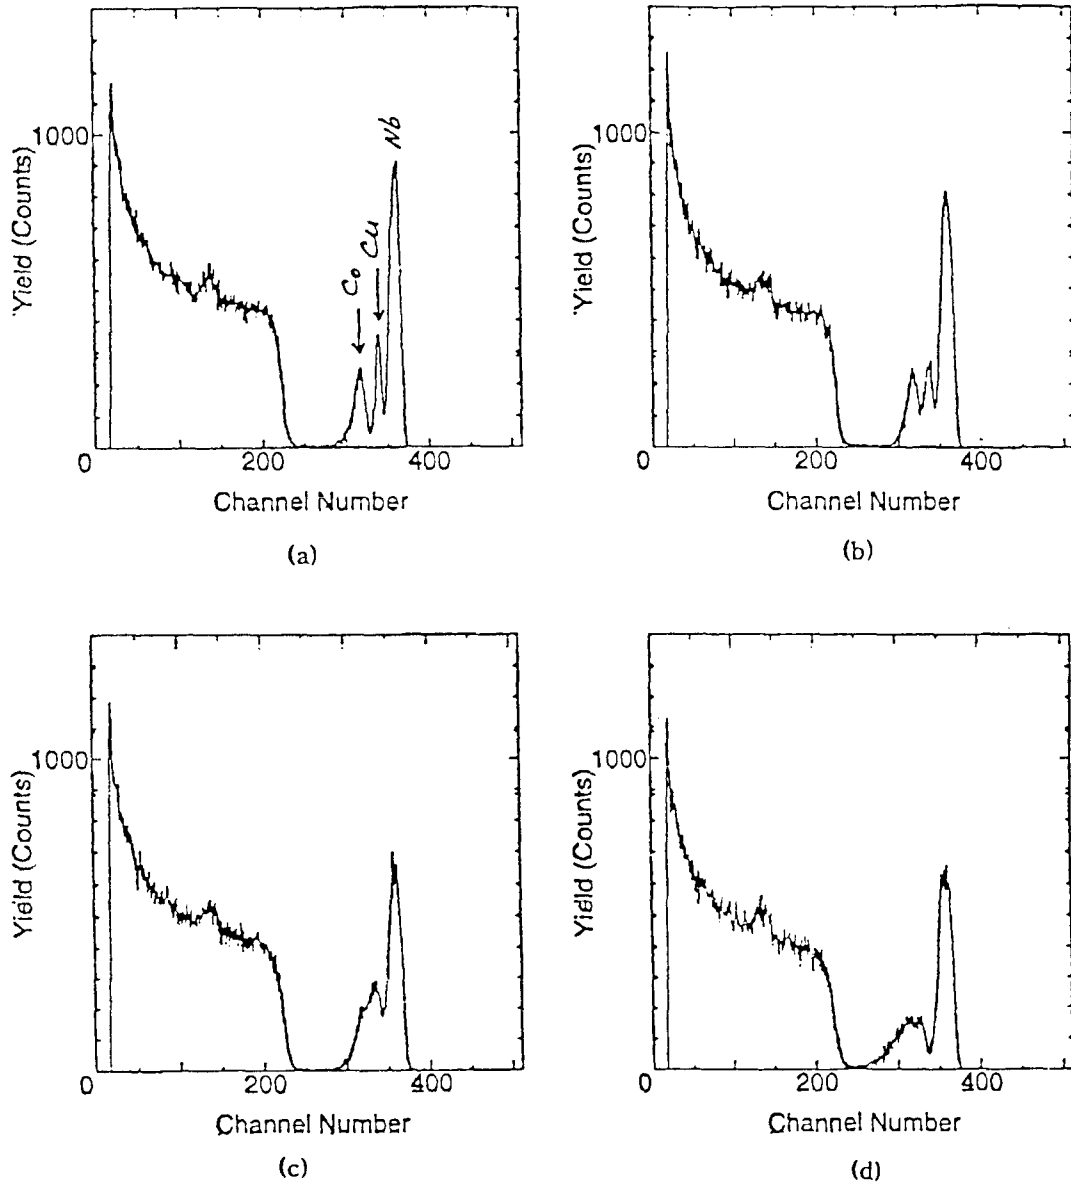 Yield (Counts)
1000
Co
Cu
Nb
0 200 400
Channel Number
(a)
Yield (Counts)
1000
0 200 400
Channel Number
(b)
Yield (Counts)
1000
0 200 400
Channel Number
(c)
Yield (Counts)
1000
0 200 400
Channel Number
(d)